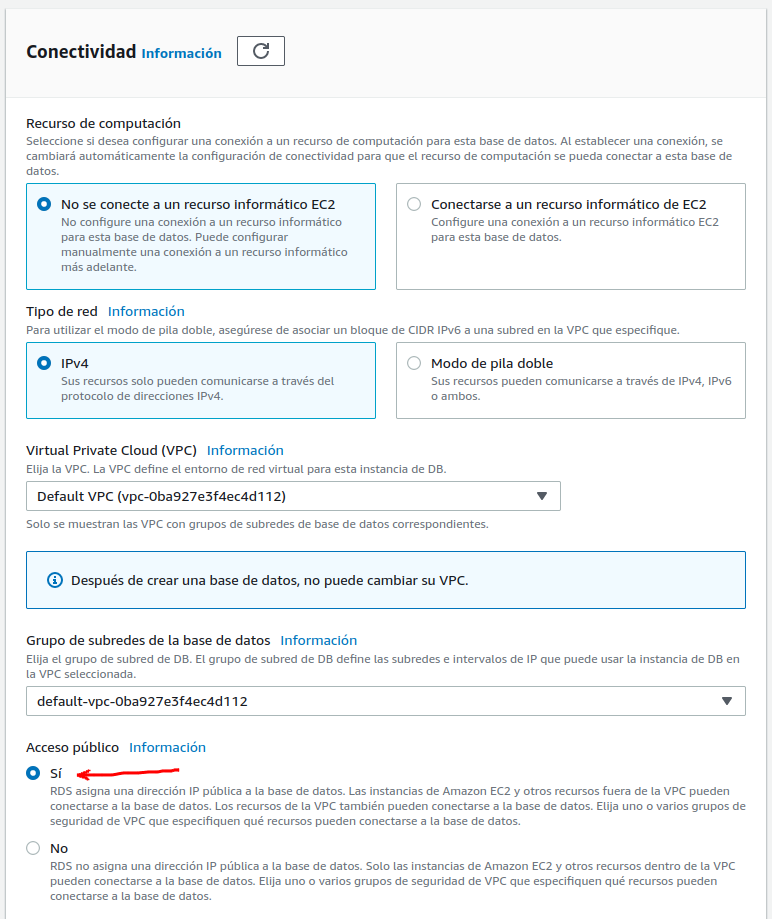 Conectividad Información
Recurso de computación
Seleccione si desea configurar una conexión a un recurso de computación para esta base de datos. Al establecer una conexión, se
cambiará automáticamente la configuración de conectividad para que el recurso de computación se pueda conectar a esta base de
datos.
No se conecte a un recurso informático EC2
No configure una conexión a un recurso informático
para esta base de datos. Puede configurar
manualmente una conexión a un recurso informático
más adelante.
Conectarse a un recurso informático de EC2
Configure una conexión a un recurso informático EC2
para esta base de datos.
Tipo de red Información
Para utilizar el modo de pila doble, asegúrese de asociar un bloque de CIDR IPv6 a una subred en la VPC que especifique.
IPv4
Sus recursos solo pueden comunicarse a través del
protocolo de direcciones IPv4.
Modo de pila doble
Sus recursos pueden comunicarse a través de IPv4, IPv6
o ambos.
Virtual Private Cloud (VPC) Información
Elija la VPC. La VPC define el entorno de red virtual para esta instancia de DB.
Default VPC (vpc-0ba927e3f4ec4d112)
Solo se muestran las VPC con grupos de subredes de base de datos correspondientes.
Después de crear una base de datos, no puede cambiar su VPC.
Grupo de subredes de la base de datos Información
Elija el grupo de subred de DB. El grupo de subred de DB define las subredes e intervalos de IP que puede usar la instancia de DB en
la VPC seleccionada.
default-vpc-0ba927e3f4ec4d112
Acceso público Información
Sí
RDS asigna una dirección IP pública a la base de datos. Las instancias de Amazon EC2 y otros recursos fuera de la VPC pueden
conectarse a la base de datos. Los recursos de la VPC también pueden conectarse a la base de datos. Elija uno o varios grupos de
seguridad de VPC que especifiquen qué recursos pueden conectarse a la base de datos.
No
RDS no asigna una dirección IP pública a la base de datos. Solo las instancias de Amazon EC2 y otros recursos dentro de la VPC
pueden conectarse a la base de datos. Elija uno o varios grupos de seguridad de VPC que especifiquen qué recursos pueden
conectarse a la base de datos.